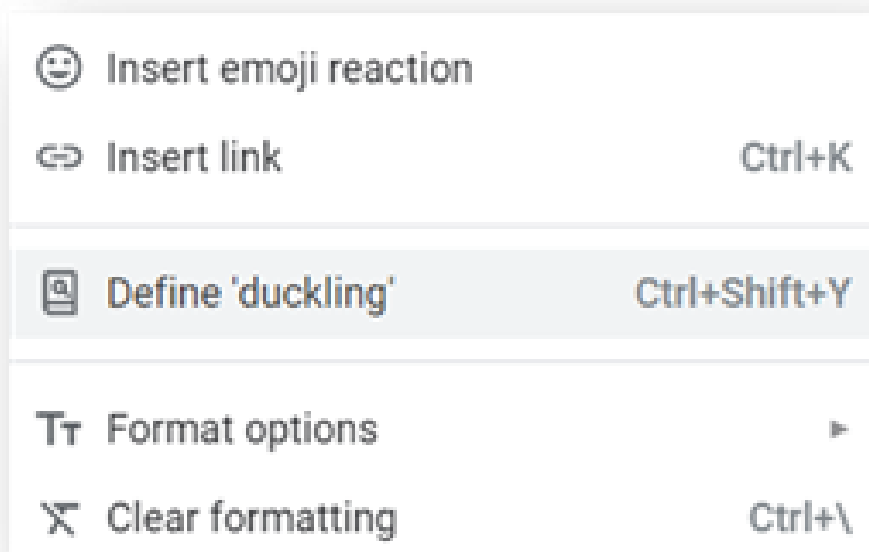 Insert emoji reaction
Insert link Ctrl+K
Define 'duckling' Ctrl+Shift+Y
Format options
Clear formatting Ctrl+\